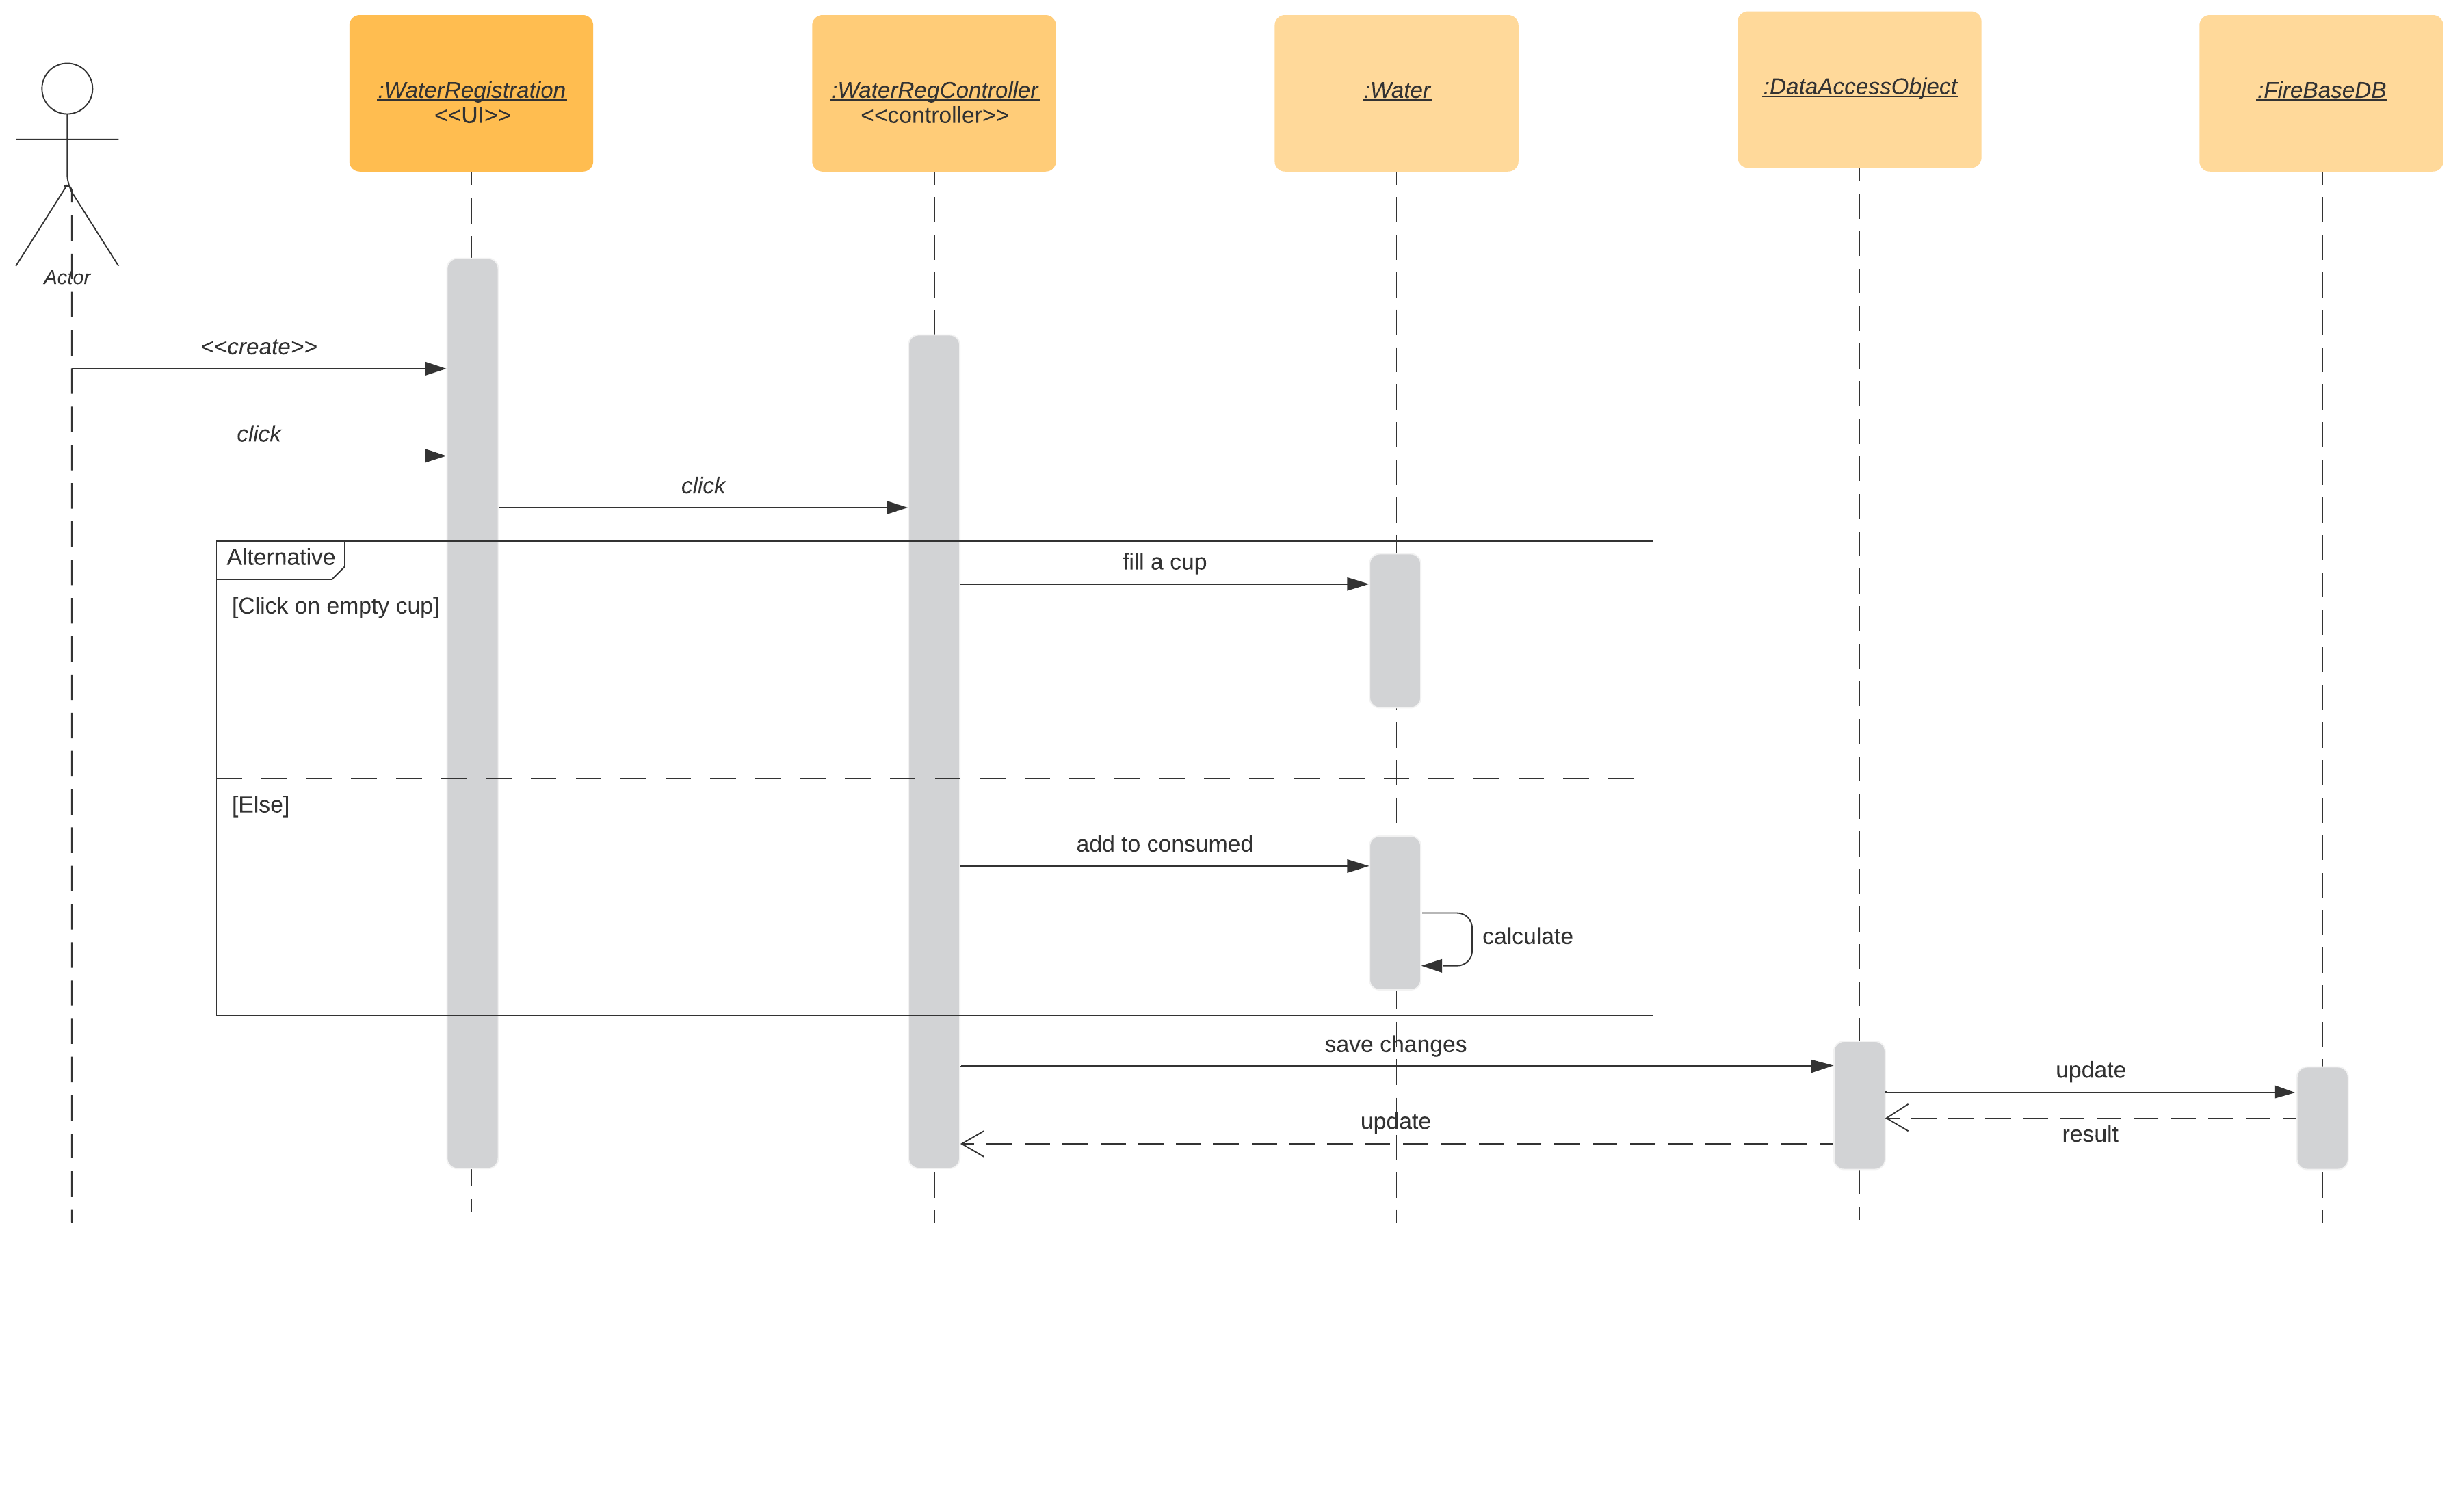 :WaterRegistration
<<UI>>
:WaterRegController
<<controller>>
:Water
:DataAccessObject
:FireBaseDB
Actor
<<create>>
click
click
Alternative
fill a cup
[Click on empty cup]
[Else]
add to consumed
calculate
save changes
update
update
result